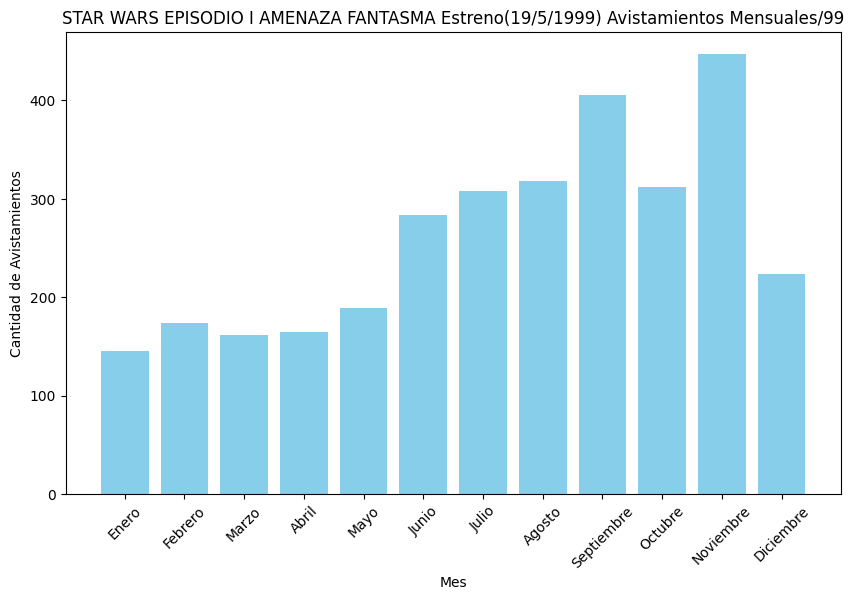 STAR WARS EPISODIO I AMENAZA FANTASMA Estreno(19/5/1999) Avistamientos Mensuales/99
Cantidad de Avistamientos
400
300
200
100
0
Enero
Febrero
Marzo
Abril
Mayo
Junio
Julio
Agosto
Septiembre
Octubre
Noviembre
Diciembre
Mes